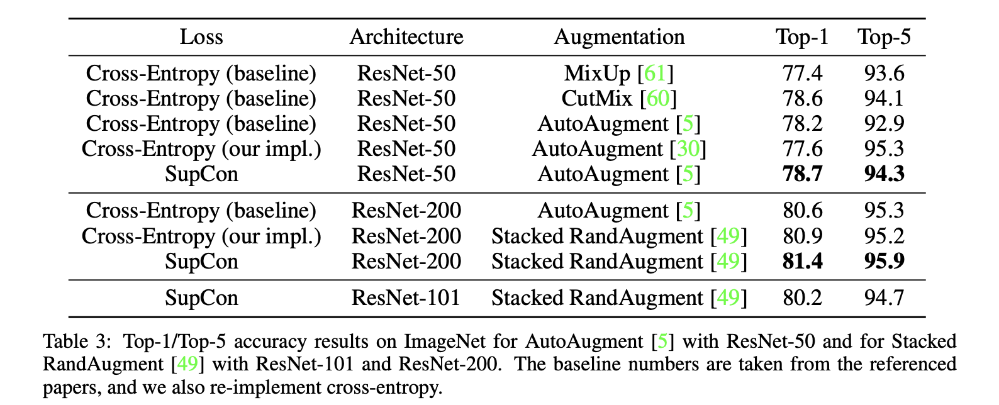 Loss Architecture Augmentation Top-1 Top-5
Cross-Entropy (baseline) ResNet-50 MixUp [61] 77.4 93.6
Cross-Entropy (baseline) ResNet-50 CutMix [60] 78.6 94.1
Cross-Entropy (baseline) ResNet-50 AutoAugment [5] 78.2 92.9
Cross-Entropy (our impl.) ResNet-50 AutoAugment [30] 77.6 95.3
SupCon ResNet-50 AutoAugment [5] 78.7 94.3
Cross-Entropy (baseline) ResNet-200 AutoAugment [5] 80.6 95.3
Cross-Entropy (our impl.) ResNet-200 Stacked RandAugment [49] 80.9 95.2
SupCon ResNet-200 Stacked RandAugment [49] 81.4 95.9
SupCon ResNet-101 Stacked RandAugment [49] 80.2 94.7
Table 3: Top-1/Top-5 accuracy results on ImageNet for AutoAugment [5] with ResNet-50 and for Stacked
RandAugment [49] with ResNet-101 and ResNet-200. The baseline numbers are taken from the referenced
papers, and we also re-implement cross-entropy.